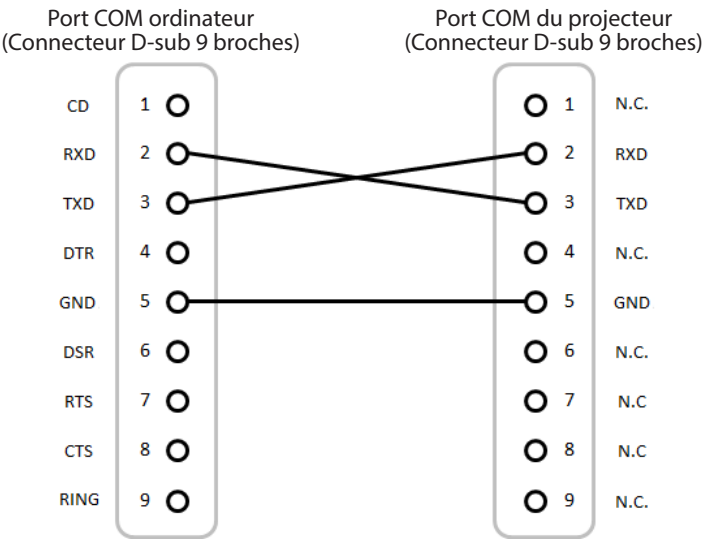 Port COM ordinateur
(Connecteur D-sub 9 broches)
Port COM du projecteur
(Connecteur D-sub 9 broches)
CD 1 1 N.C.
RXD 2 2 RXD
TXD 3 3 TXD
DTR 4 4 N.C.
GND 5 5 GND
DSR 6 6 N.C.
RTS 7 7 N.C
CTS 8 8 N.C
RING 9 9 N.C.